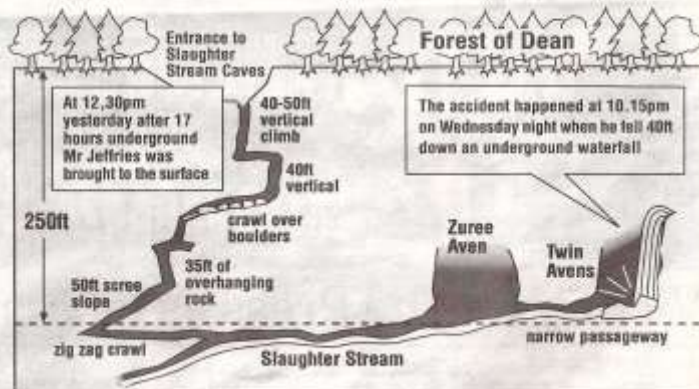 Entrance to
Slaughter
Stream Caves
Forest of Dean
At 12,30pm
yesterday after 17
hours underground
Mr Jeffries was
brought to the surface
40-50ft
vertical
climb
The accident happened at 10.15pm
on Wednesday night when he fell 40ft
down an underground waterfall
40ft
vertical
250ft
crawl over
boulders
Zuree
Aven
Twin
Avens
35ft of
overhanging
rock
50ft scree
slope
zig zag crawl
Slaughter Stream
narrow passageway